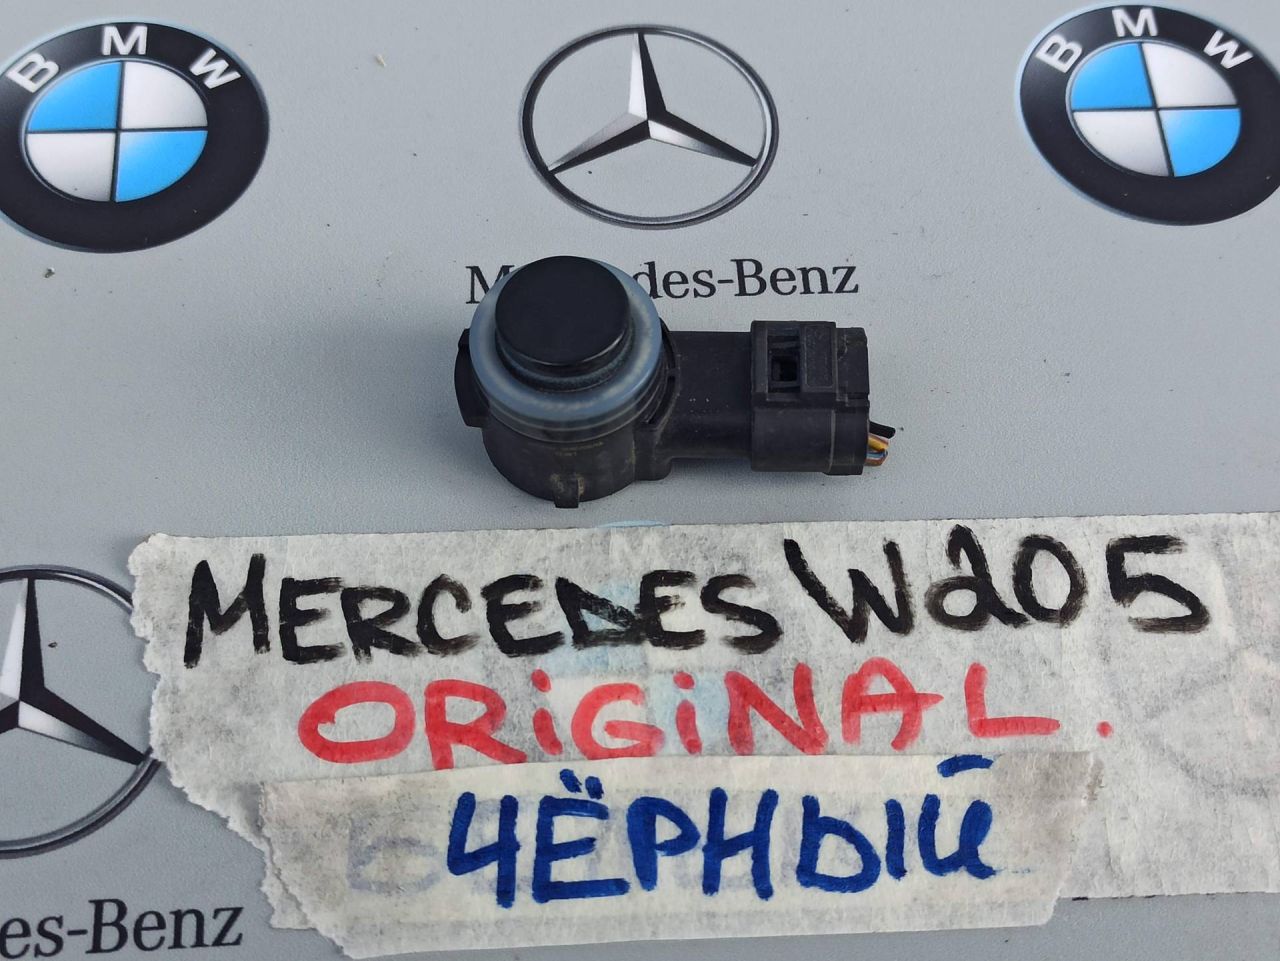 BMW
BMW
Mercedes-Benz
MERCEDES W205
ORiGiNAL.
ЧЁРНЫЙ
es-Benz